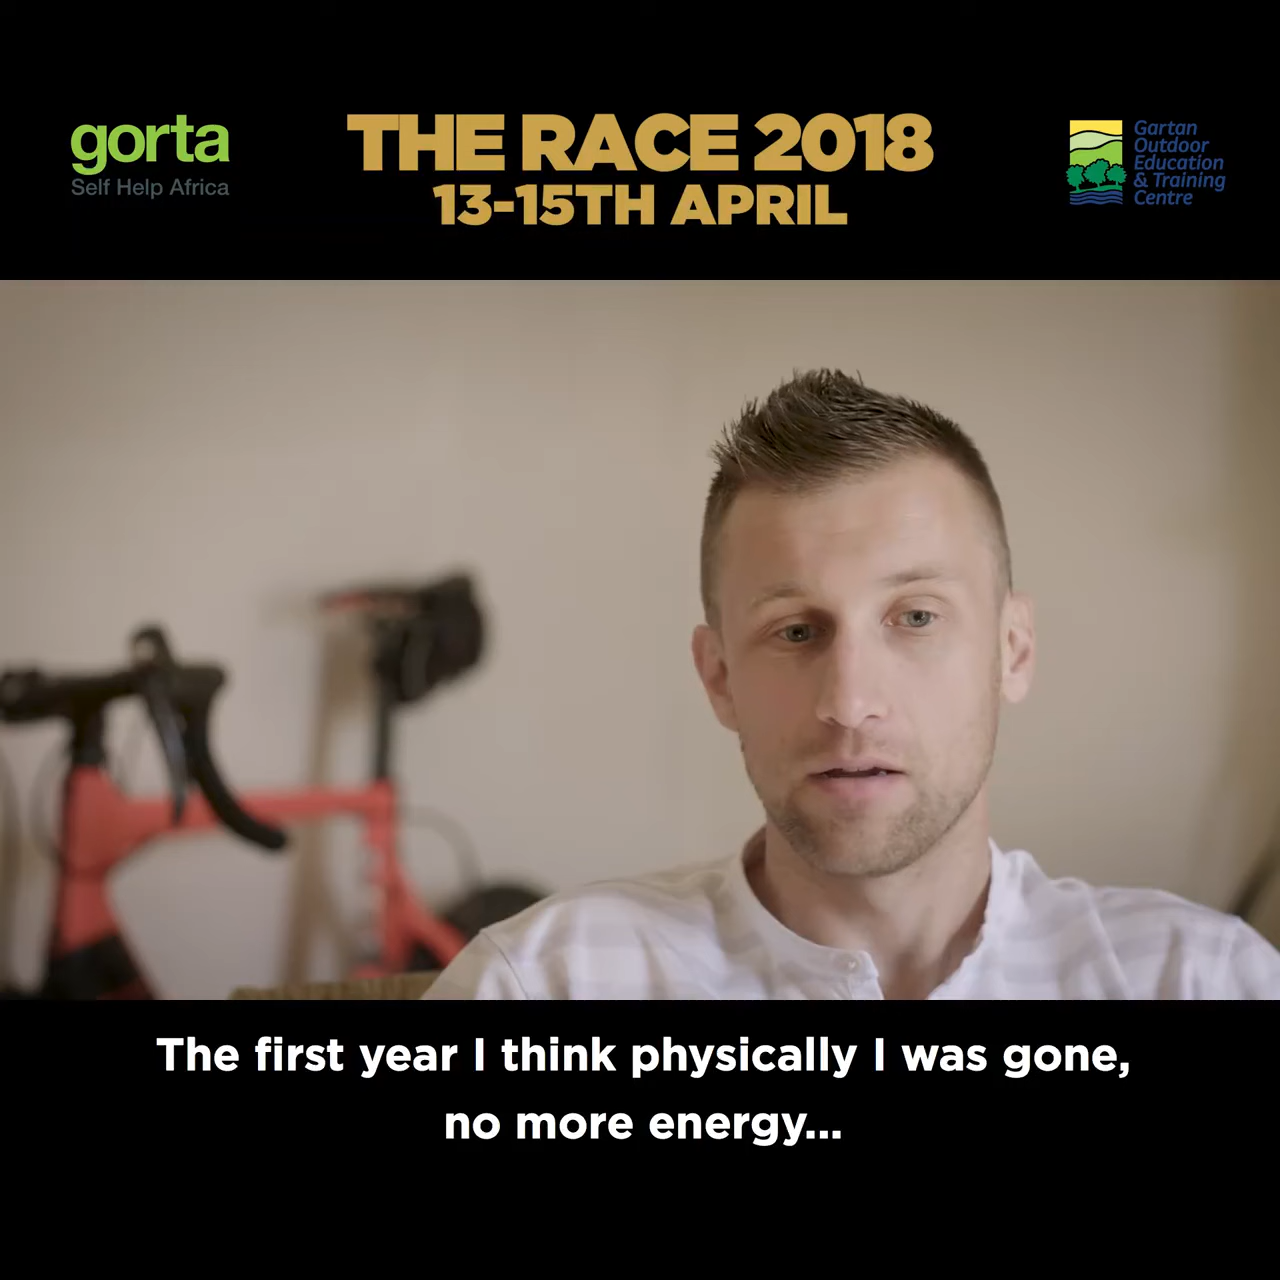 gorta
Self Help Africa
THE RACE 2018
13-15TH APRIL
Gartan
Outdoor
Education
& Training
Centre
The first year I think physically I was gone,
no more energy...